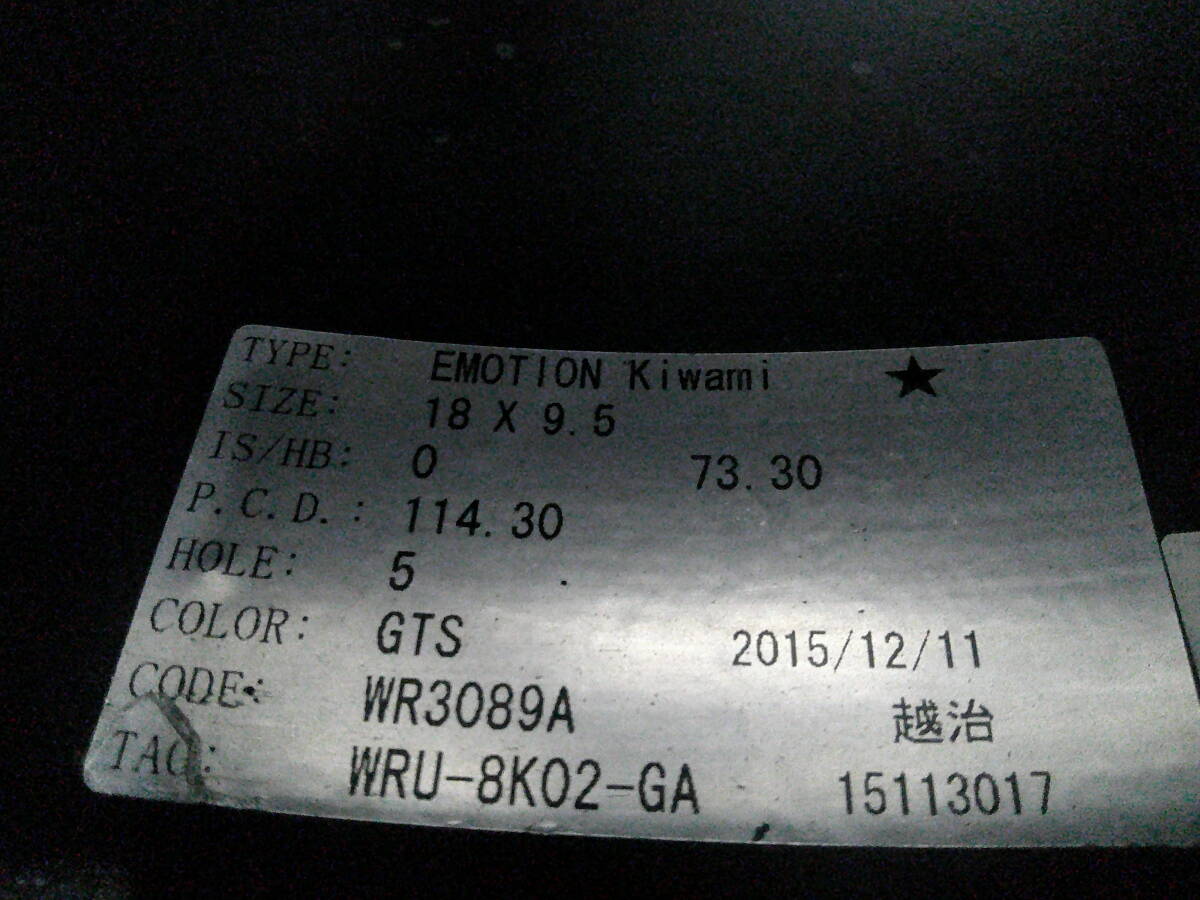 TYPE: EMOTION Kiwami ★
SIZE: 18 X 9.5
IS/HB: 0 73.30
P.C.D.: 114.30
HOLE: 5
COLOR: GTS 2015/12/11
CODE: WR3089A 越治
TAG: WRU-8K02-GA 15113017